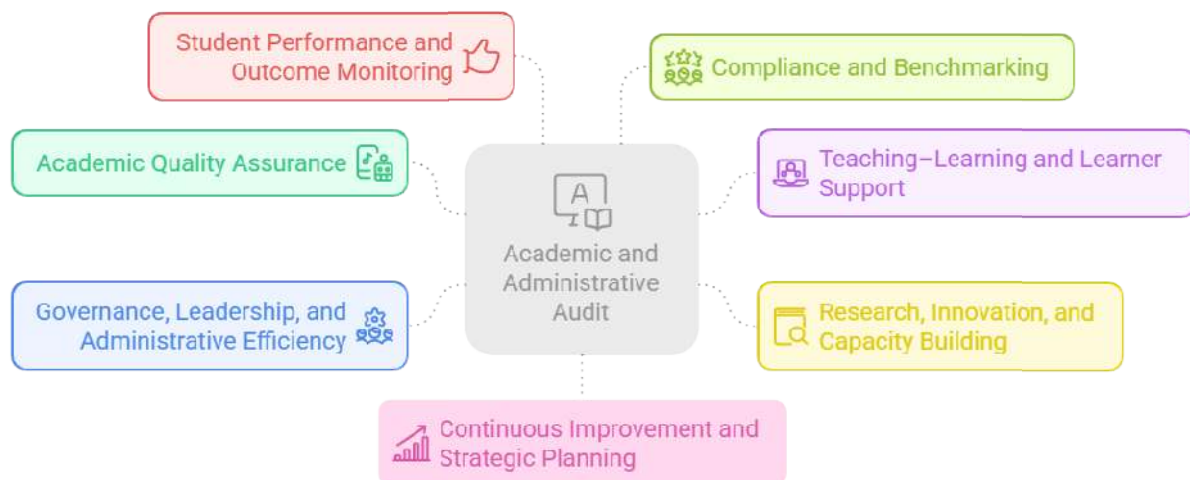 Student Performance and
Outcome Monitoring
Compliance and Benchmarking
Academic Quality Assurance
Teaching–Learning and Learner
Support
A
Academic and
Administrative
Audit
Governance, Leadership, and
Administrative Efficiency
Research, Innovation, and
Capacity Building
Continuous Improvement and
Strategic Planning